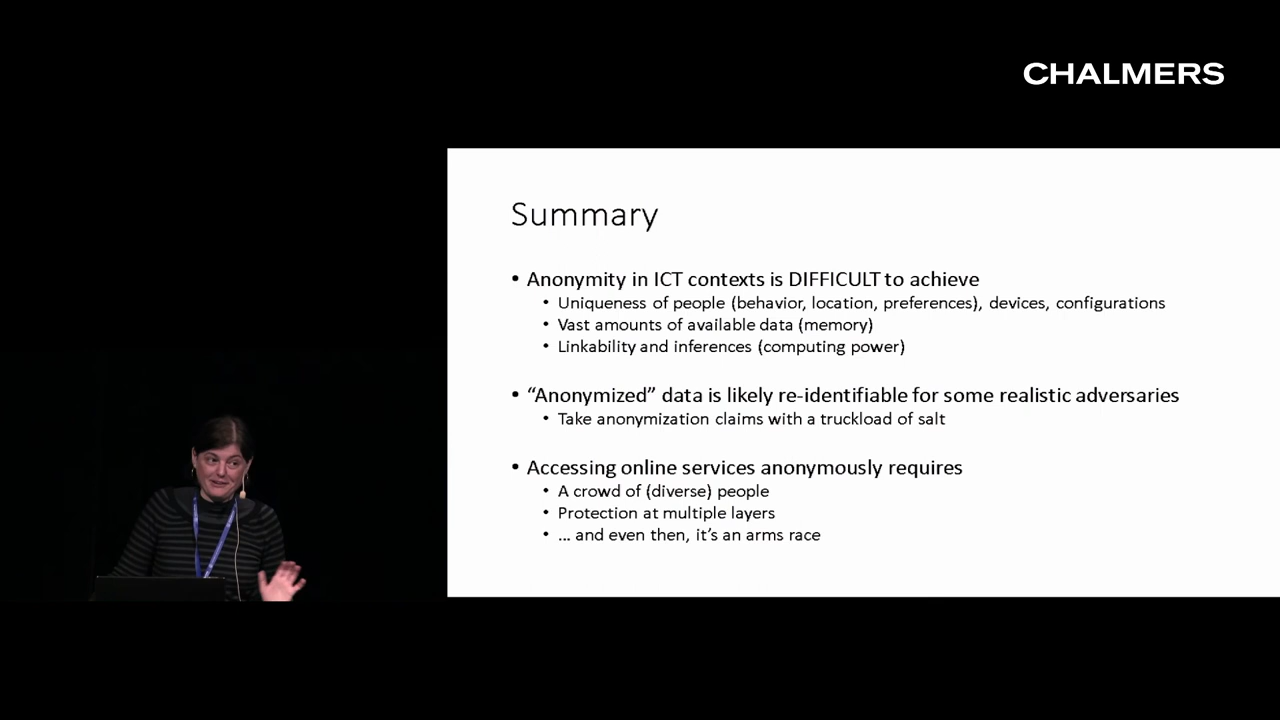 CHALMERS
Summary
• Anonymity in ICT contexts is DIFFICULT to achieve
• Uniqueness of people (behavior, location, preferences), devices, configurations
• Vast amounts of available data (memory)
• Linkability and inferences (computing power)
• “Anonymized” data is likely re-identifiable for some realistic adversaries
• Take anonymization claims with a truckload of salt
• Accessing online services anonymously requires
• A crowd of (diverse) people
• Protection at multiple layers
• ... and even then, it’s an arms race